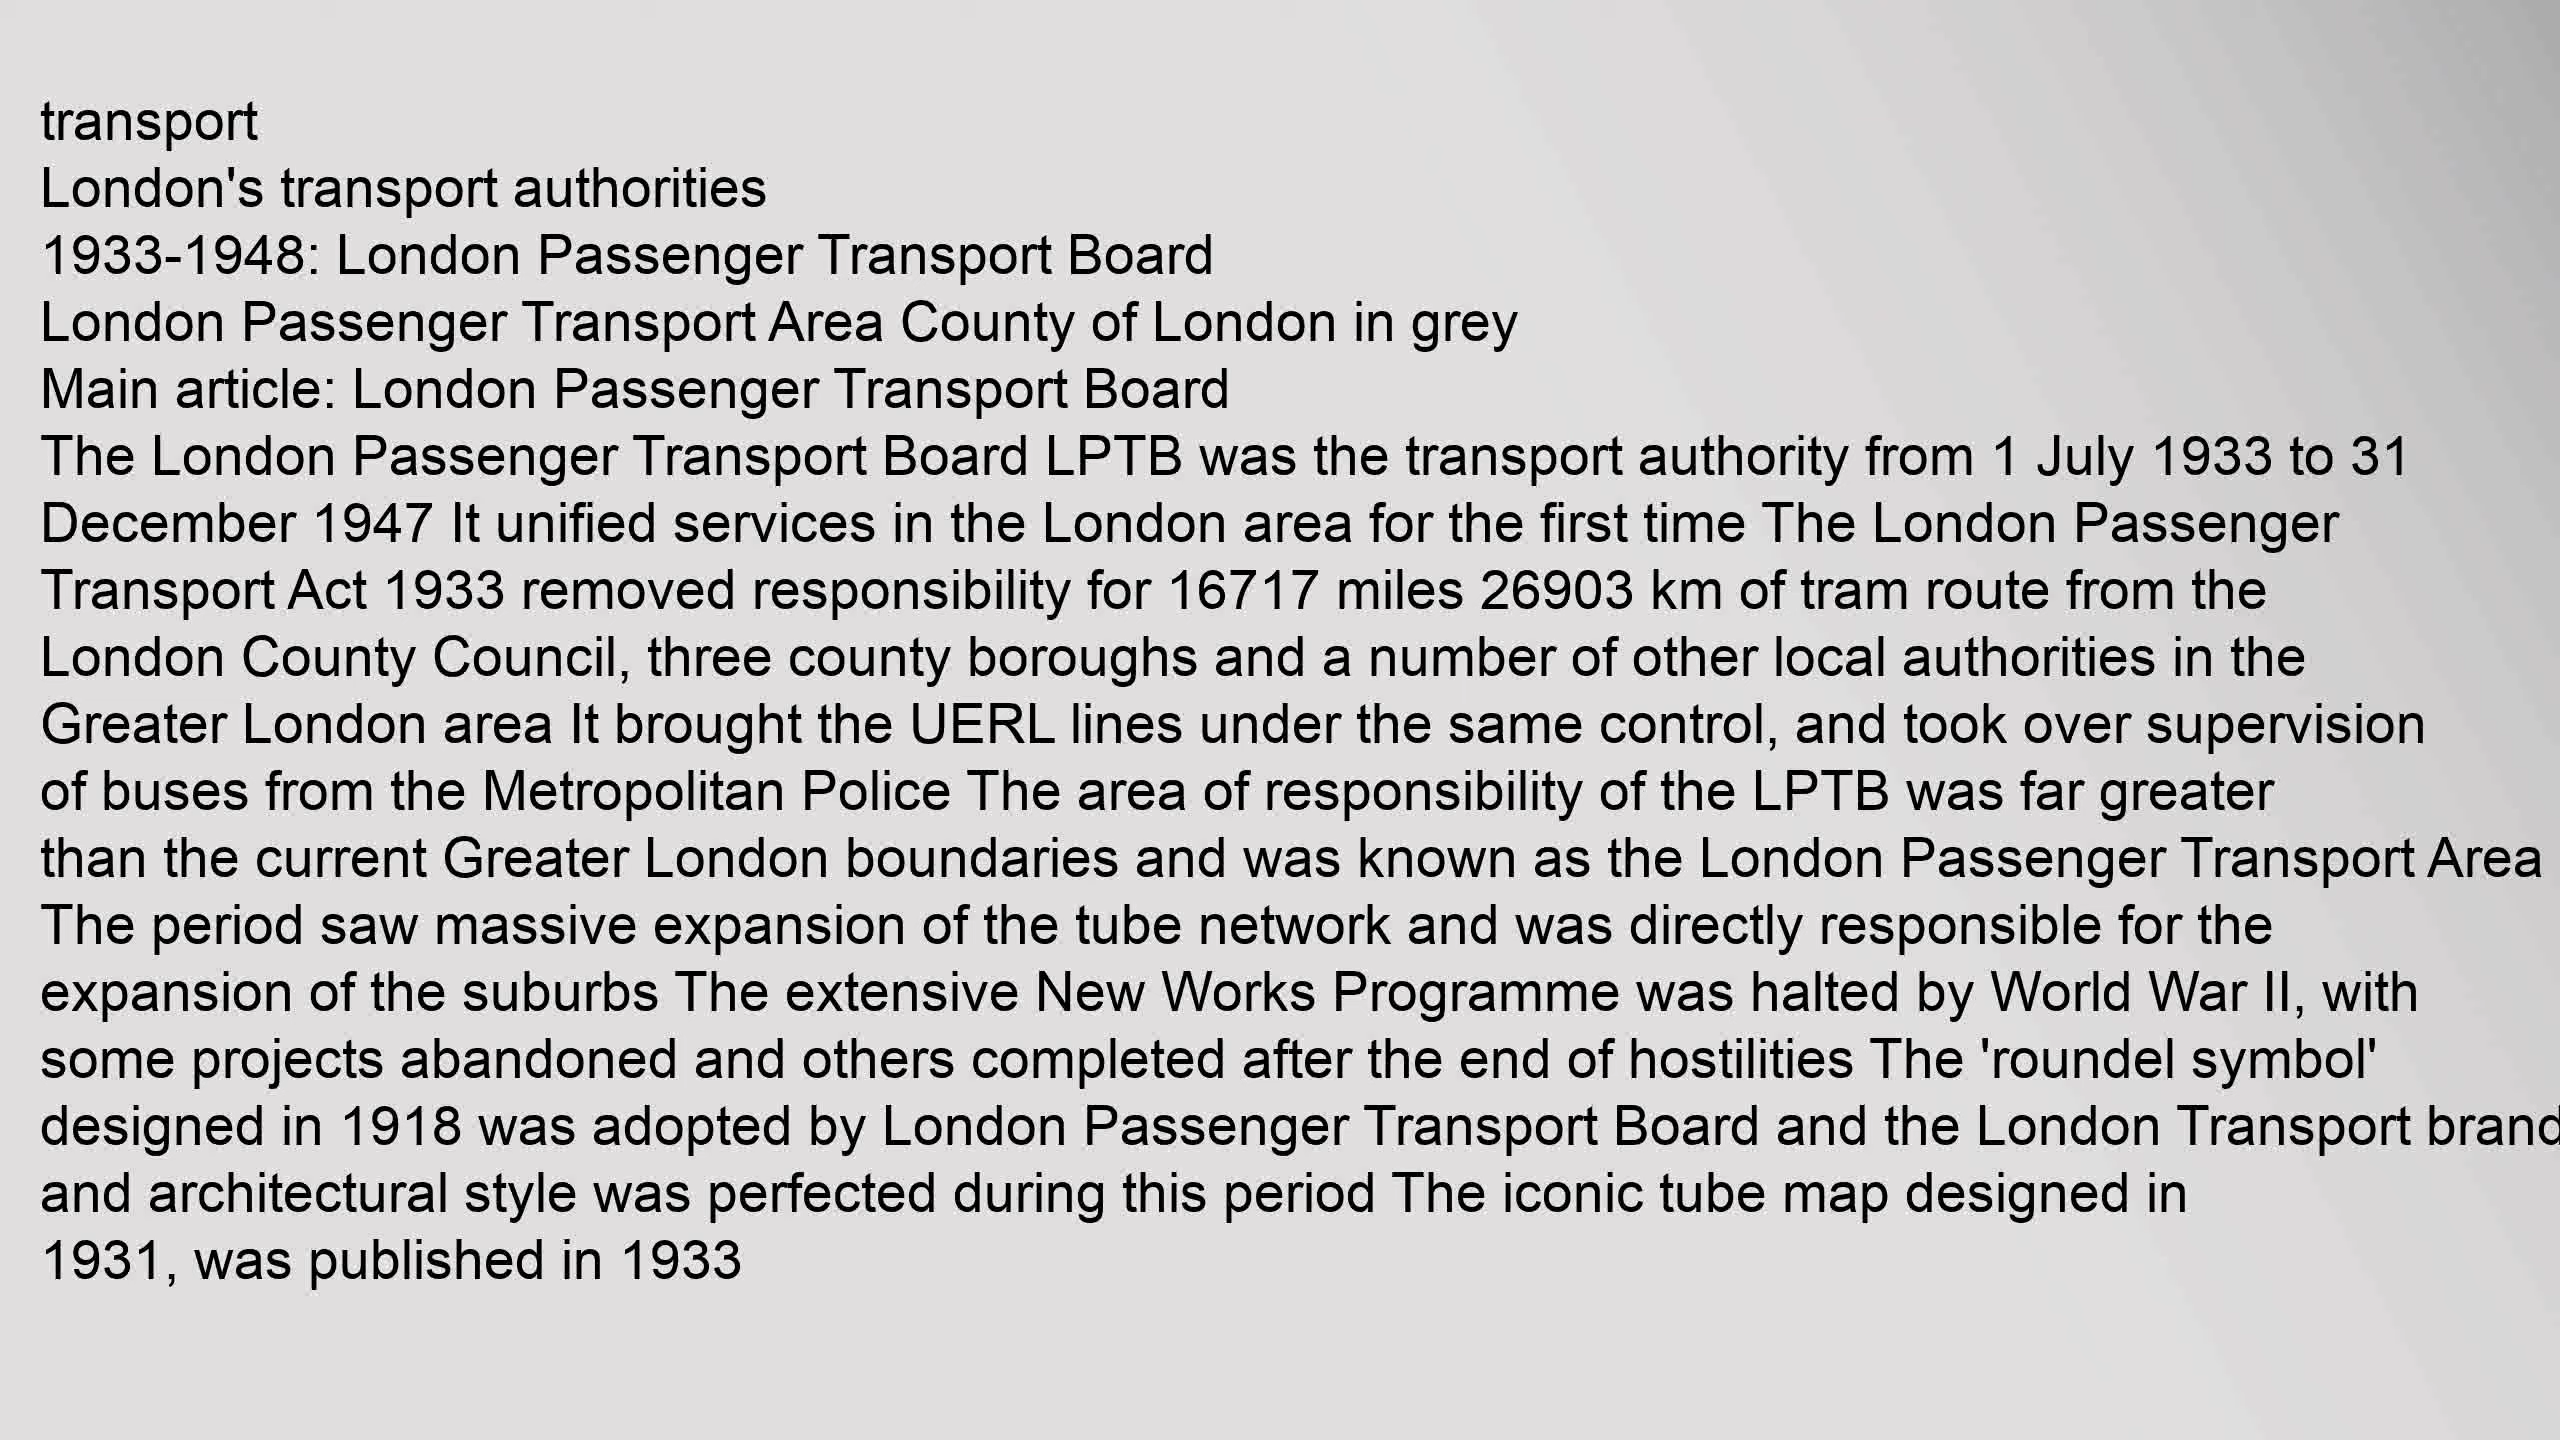 transport
London's transport authorities
1933-1948: London Passenger Transport Board
London Passenger Transport Area County of London in grey
Main article: London Passenger Transport Board
The London Passenger Transport Board LPTB was the transport authority from 1 July 1933 to 31
December 1947 It unified services in the London area for the first time The London Passenger
Transport Act 1933 removed responsibility for 16717 miles 26903 km of tram route from the
London County Council, three county boroughs and a number of other local authorities in the
Greater London area It brought the UERL lines under the same control, and took over supervision
of buses from the Metropolitan Police The area of responsibility of the LPTB was far greater
than the current Greater London boundaries and was known as the London Passenger Transport Area
The period saw massive expansion of the tube network and was directly responsible for the
expansion of the suburbs The extensive New Works Programme was halted by World War II, with
some projects abandoned and others completed after the end of hostilities The 'roundel symbol'
designed in 1918 was adopted by London Passenger Transport Board and the London Transport brand
and architectural style was perfected during this period The iconic tube map designed in
1931, was published in 1933